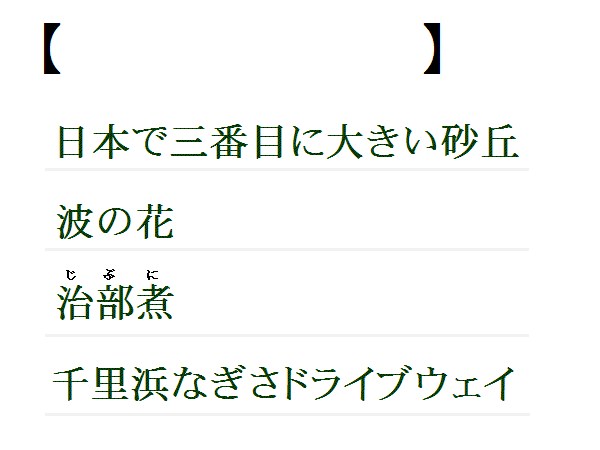 【　　　　　　　　　】
日本で三番目に大きい砂丘
波の花
じぶに
治部煮
千里浜なぎさドライブウェイ